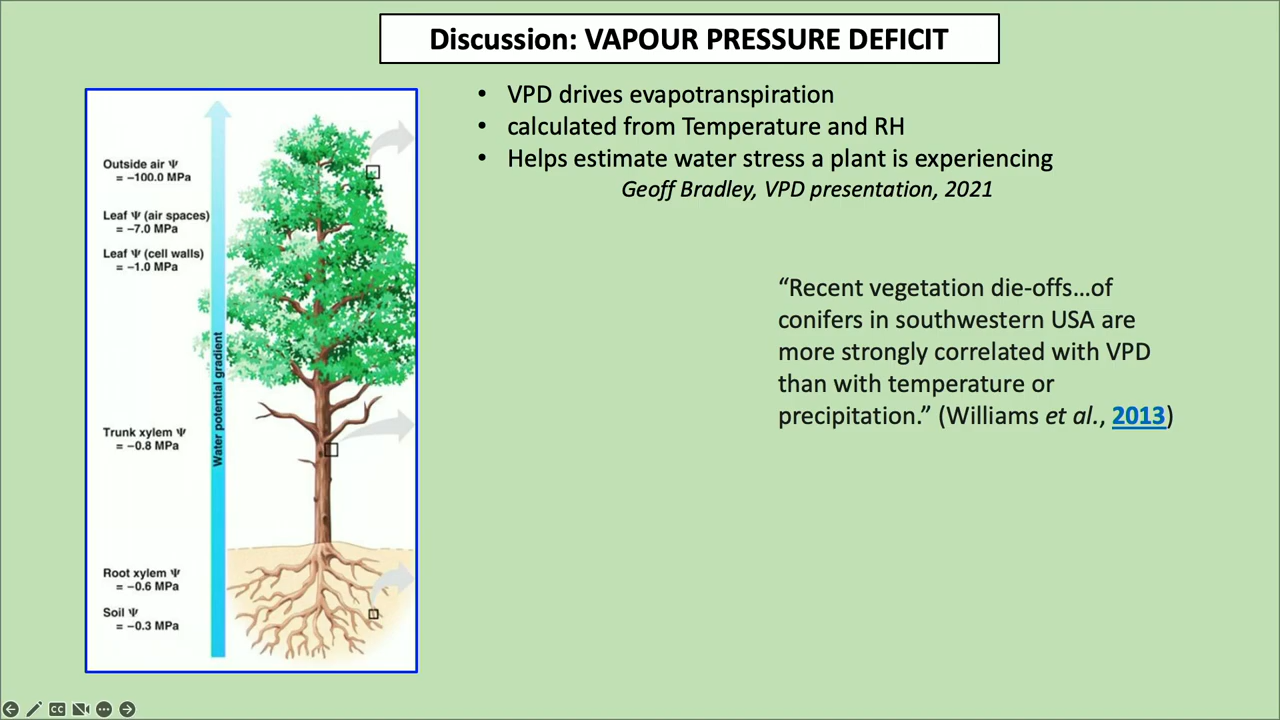 Discussion: VAPOUR PRESSURE DEFICIT
• VPD drives evapotranspiration
• calculated from Temperature and RH
• Helps estimate water stress a plant is experiencing
Geoff Bradley, VPD presentation, 2021
Outside air Ψ
= −100.0 MPa
Leaf Ψ (air spaces)
= −7.0 MPa
Leaf Ψ (cell walls)
= −1.0 MPa
Water potential gradient
Trunk xylem Ψ
= −0.8 MPa
Root xylem Ψ
= −0.6 MPa
Soil Ψ
= −0.3 MPa
“Recent vegetation die-offs…of
conifers in southwestern USA are
more strongly correlated with VPD
than with temperature or
precipitation.” (Williams et al., 2013)
CC